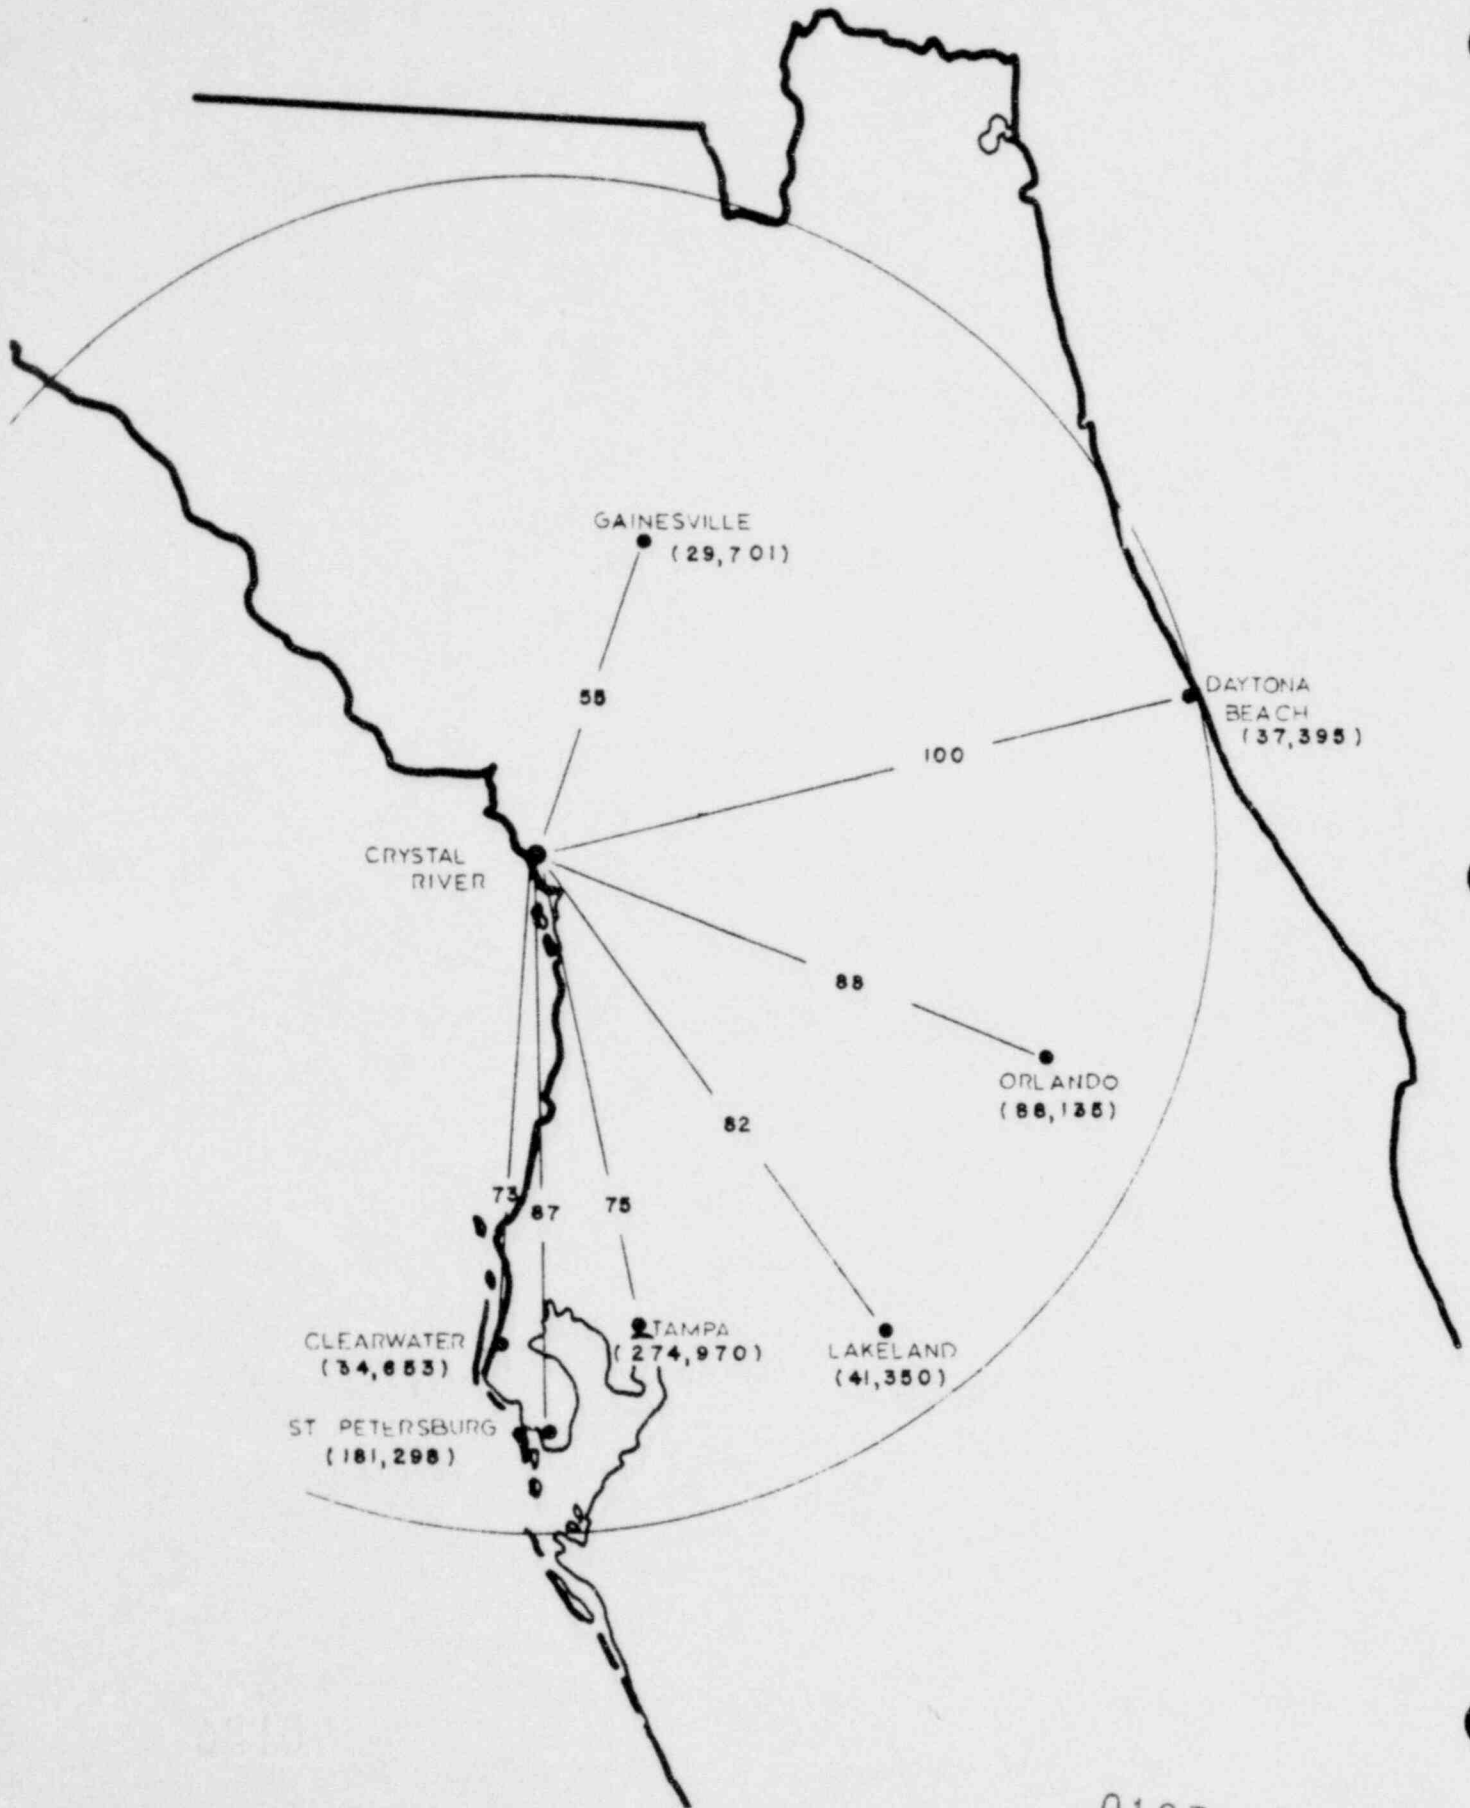 GAINESVILLE
(29,701)
55
DAYTONA
BEACH
(37,395)
100
CRYSTAL
RIVER
88
ORLANDO
(88,135)
82
73
87
75
CLEARWATER
(34,653)
TAMPA
(274,970)
LAKELAND
(41,350)
ST PETERSBURG
(181,298)